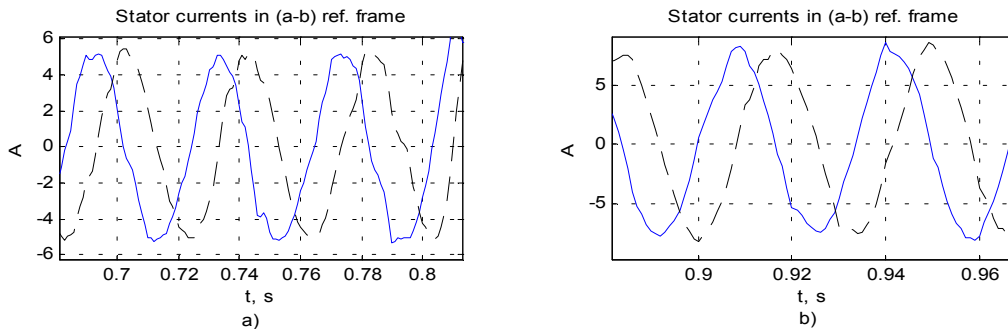 Stator currents in (a-b) ref. frame
6
4
2
0
-2
-4
-6
A
0.7 0.72 0.74 0.76 0.78 0.8
t, s
a)
Stator currents in (a-b) ref. frame
5
0
-5
A
0.9 0.92 0.94 0.96
t, s
b)